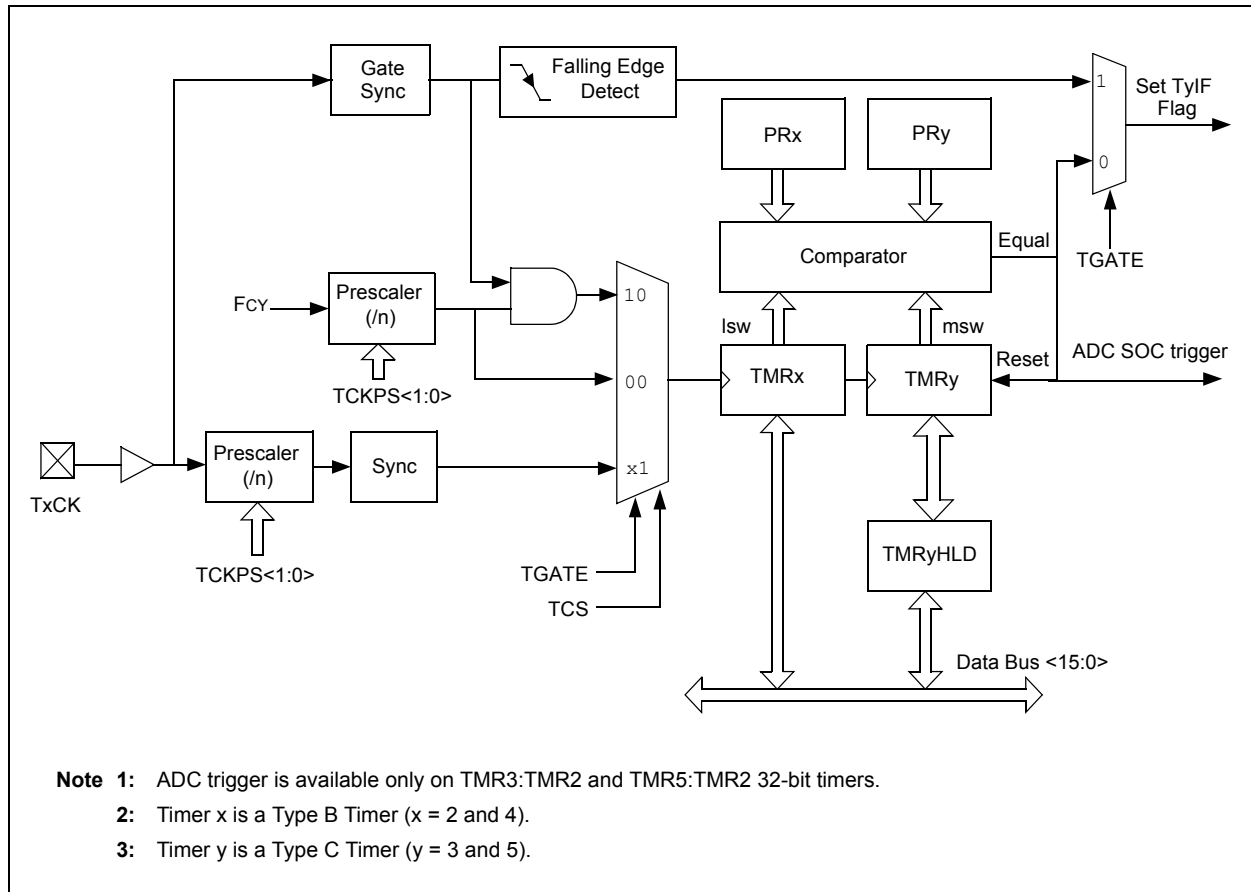 Gate
Sync
Falling Edge
Detect
1
Set TyIF
Flag
PRx
PRy
0
Equal
Comparator
TGATE
FCY
Prescaler
(/n)
10
lsw
msw
TCKPS<1:0>
00
TMRx
TMRy
Reset
ADC SOC trigger
TxCK
Prescaler
(/n)
Sync
x1
TCKPS<1:0>
TGATE
TCS
TMRyHLD
Data Bus <15:0>
Note 1: ADC trigger is available only on TMR3:TMR2 and TMR5:TMR2 32-bit timers.
2: Timer x is a Type B Timer (x = 2 and 4).
3: Timer y is a Type C Timer (y = 3 and 5).